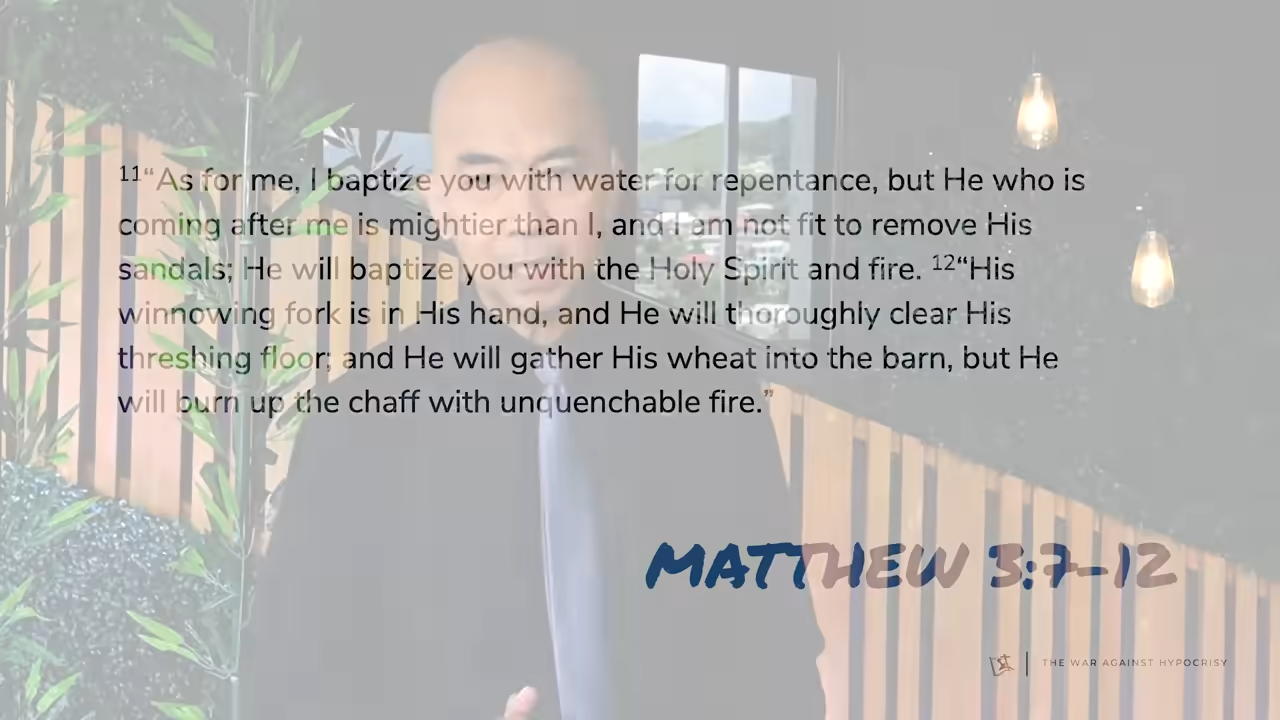 11“As for me, I baptize you with water for repentance, but He who is
coming after me is mightier than I, and I am not fit to remove His
sandals; He will baptize you with the Holy Spirit and fire. 12“His
winnowing fork is in His hand, and He will thoroughly clear His
threshing floor; and He will gather His wheat into the barn, but He
will burn up the chaff with unquenchable fire.”
MATTHEW 3:7-12
THE WAR AGAINST HYPOCRISY